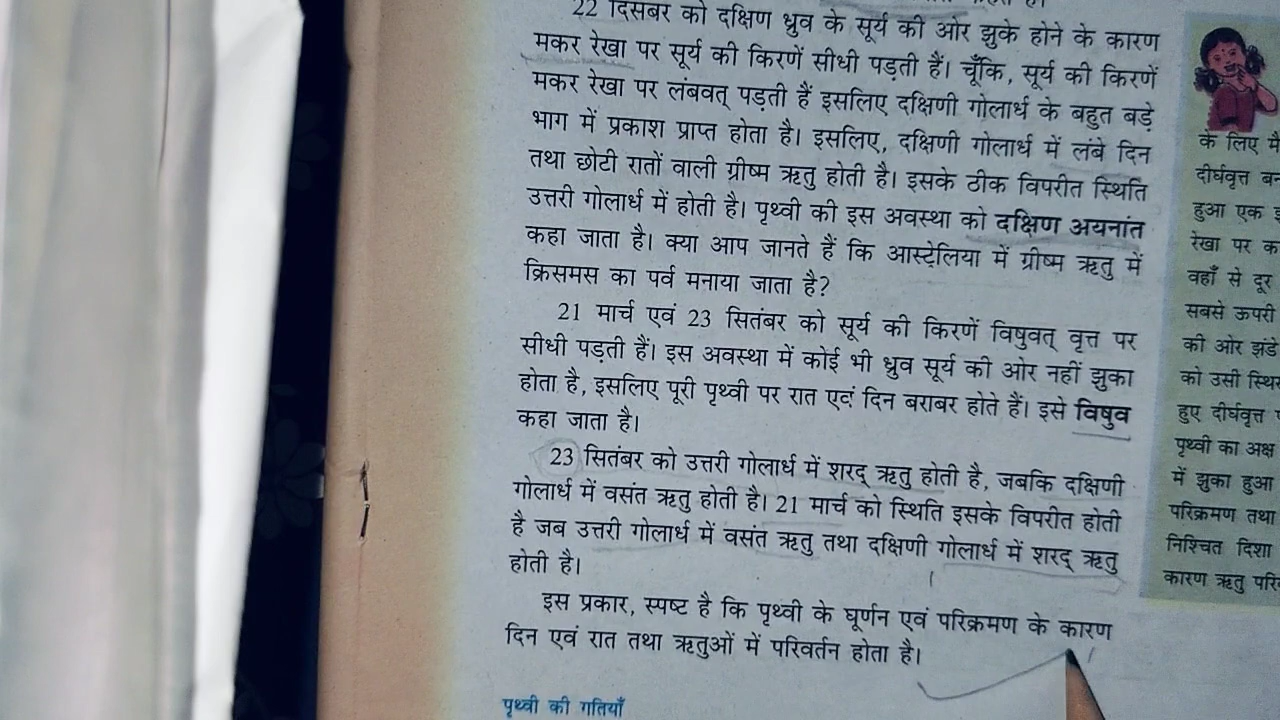 22 दिसंबर को दक्षिण ध्रुव के सूर्य की ओर झुके होने के कारण
मकर रेखा पर सूर्य की किरणें सीधी पड़ती हैं। चूँकि, सूर्य की किरणें
मकर रेखा पर लंबवत् पड़ती हैं इसलिए दक्षिणी गोलार्ध के बहुत बड़े
भाग में प्रकाश प्राप्त होता है। इसलिए, दक्षिणी गोलार्ध में लंबे दिन
तथा छोटी रातों वाली ग्रीष्म ऋतु होती है। इसके ठीक विपरीत स्थिति
उत्तरी गोलार्ध में होती है। पृथ्वी की इस अवस्था को दक्षिण अयनांत
कहा जाता है। क्या आप जानते हैं कि आस्ट्रेलिया में ग्रीष्म ऋतु में
क्रिसमस का पर्व मनाया जाता है?
21 मार्च एवं 23 सितंबर को सूर्य की किरणें विषुवत् वृत्त पर
सीधी पड़ती हैं। इस अवस्था में कोई भी ध्रुव सूर्य की ओर नहीं झुका
होता है, इसलिए पूरी पृथ्वी पर रात एवं दिन बराबर होते हैं। इसे विषुव
कहा जाता है।
23 सितंबर को उत्तरी गोलार्ध में शरद् ऋतु होती है, जबकि दक्षिणी
गोलार्ध में वसंत ऋतु होती है। 21 मार्च को स्थिति इसके विपरीत होती
है जब उत्तरी गोलार्ध में वसंत ऋतु तथा दक्षिणी गोलार्ध में शरद् ऋतु
होती है।
इस प्रकार, स्पष्ट है कि पृथ्वी के घूर्णन एवं परिक्रमण के कारण
दिन एवं रात तथा ऋतुओं में परिवर्तन होता है।
पृथ्वी की गतियाँ
के लिए
दीर्घवृत्त
हुआ एक
रेखा पर
वहाँ से दूर
सबसे ऊपरी
की ओर झंडे
को उसी
हुए दीर्घवृत्त
पृथ्वी का अक्ष
में झुका हुआ
परिक्रमण तथा
निश्चित दिशा
कारण ऋतु